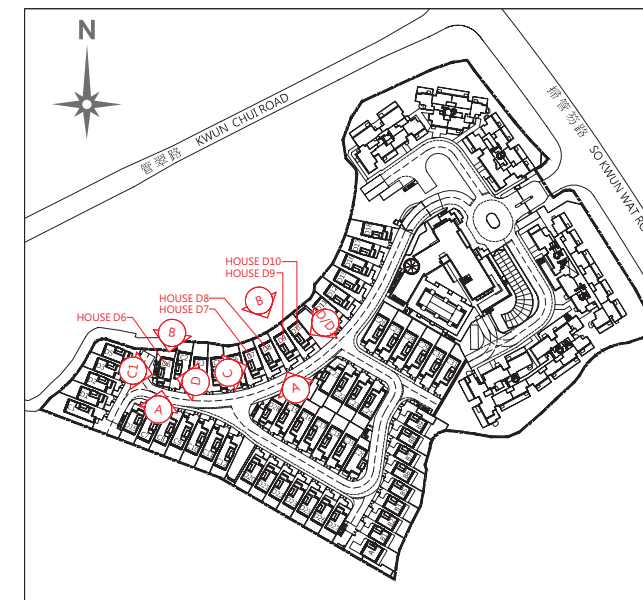 N
管翠路 KWUN CHUI ROAD
掃管笏路 SO KWUN WAT RO
HOUSE D10
HOUSE D9
HOUSE D8
HOUSE D7
HOUSE D6
B
B
C1
D
C
A
A